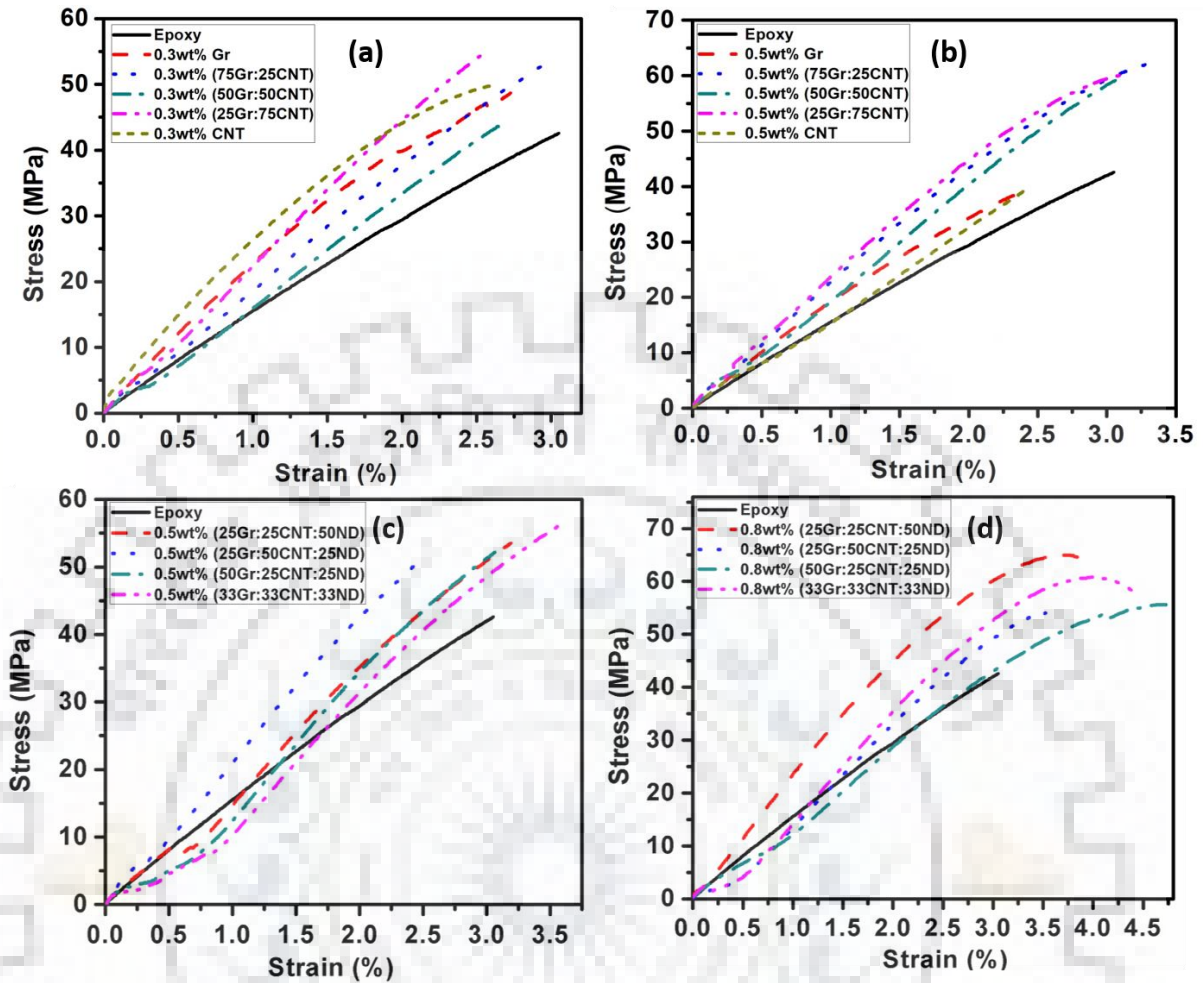 (a)
Epoxy
0.3wt% Gr
0.3wt% (75Gr:25CNT)
0.3wt% (50Gr:50CNT)
0.3wt% (25Gr:75CNT)
0.3wt% CNT
60
50
40
30
20
10
0
Stress (MPa)
0.0 0.5 1.0 1.5 2.0 2.5 3.0
Strain (%)
(b)
Epoxy
0.5wt% Gr
0.5wt% (75Gr:25CNT)
0.5wt% (50Gr:50CNT)
0.5wt% (25Gr:75CNT)
0.5wt% CNT
70
60
50
40
30
20
10
0
Stress (MPa)
0.0 0.5 1.0 1.5 2.0 2.5 3.0 3.5
Strain (%)
(c)
Epoxy
0.5wt% (25Gr:25CNT:50ND)
0.5wt% (25Gr:50CNT:25ND)
0.5wt% (50Gr:25CNT:25ND)
0.5wt% (33Gr:33CNT:33ND)
60
50
40
30
20
10
0
Stress (MPa)
0.0 0.5 1.0 1.5 2.0 2.5 3.0 3.5
Strain (%)
(d)
Epoxy
0.8wt% (25Gr:25CNT:50ND)
0.8wt% (25Gr:50CNT:25ND)
0.8wt% (50Gr:25CNT:25ND)
0.8wt% (33Gr:33CNT:33ND)
70
60
50
40
30
20
10
0
Stress (MPa)
0.0 0.5 1.0 1.5 2.0 2.5 3.0 3.5 4.0 4.5
Strain (%)